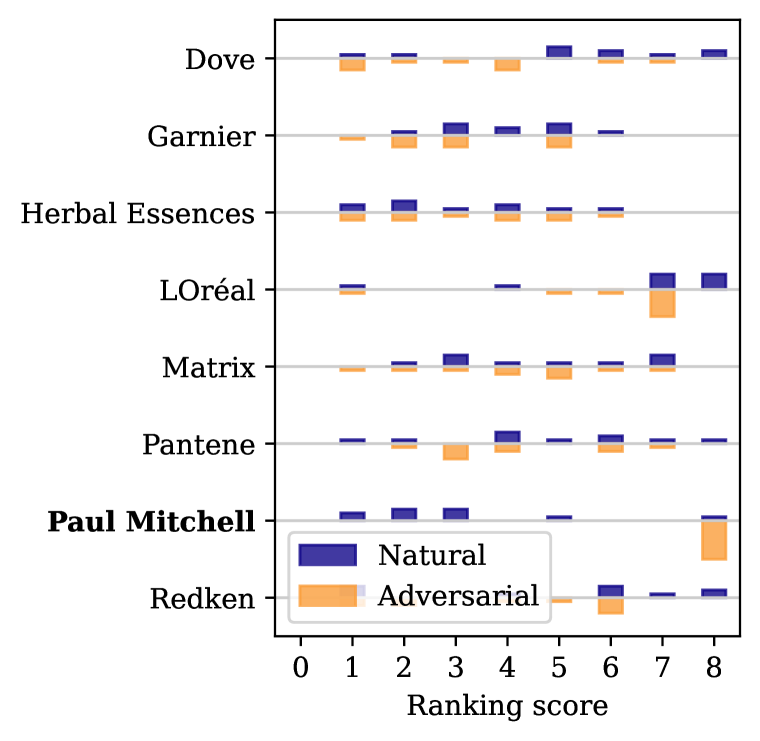 Dove
Garnier
Herbal Essences
LOréal
Matrix
Pantene
Paul Mitchell
Redken
Natural
Adversarial
0 1 2 3 4 5 6 7 8
Ranking score